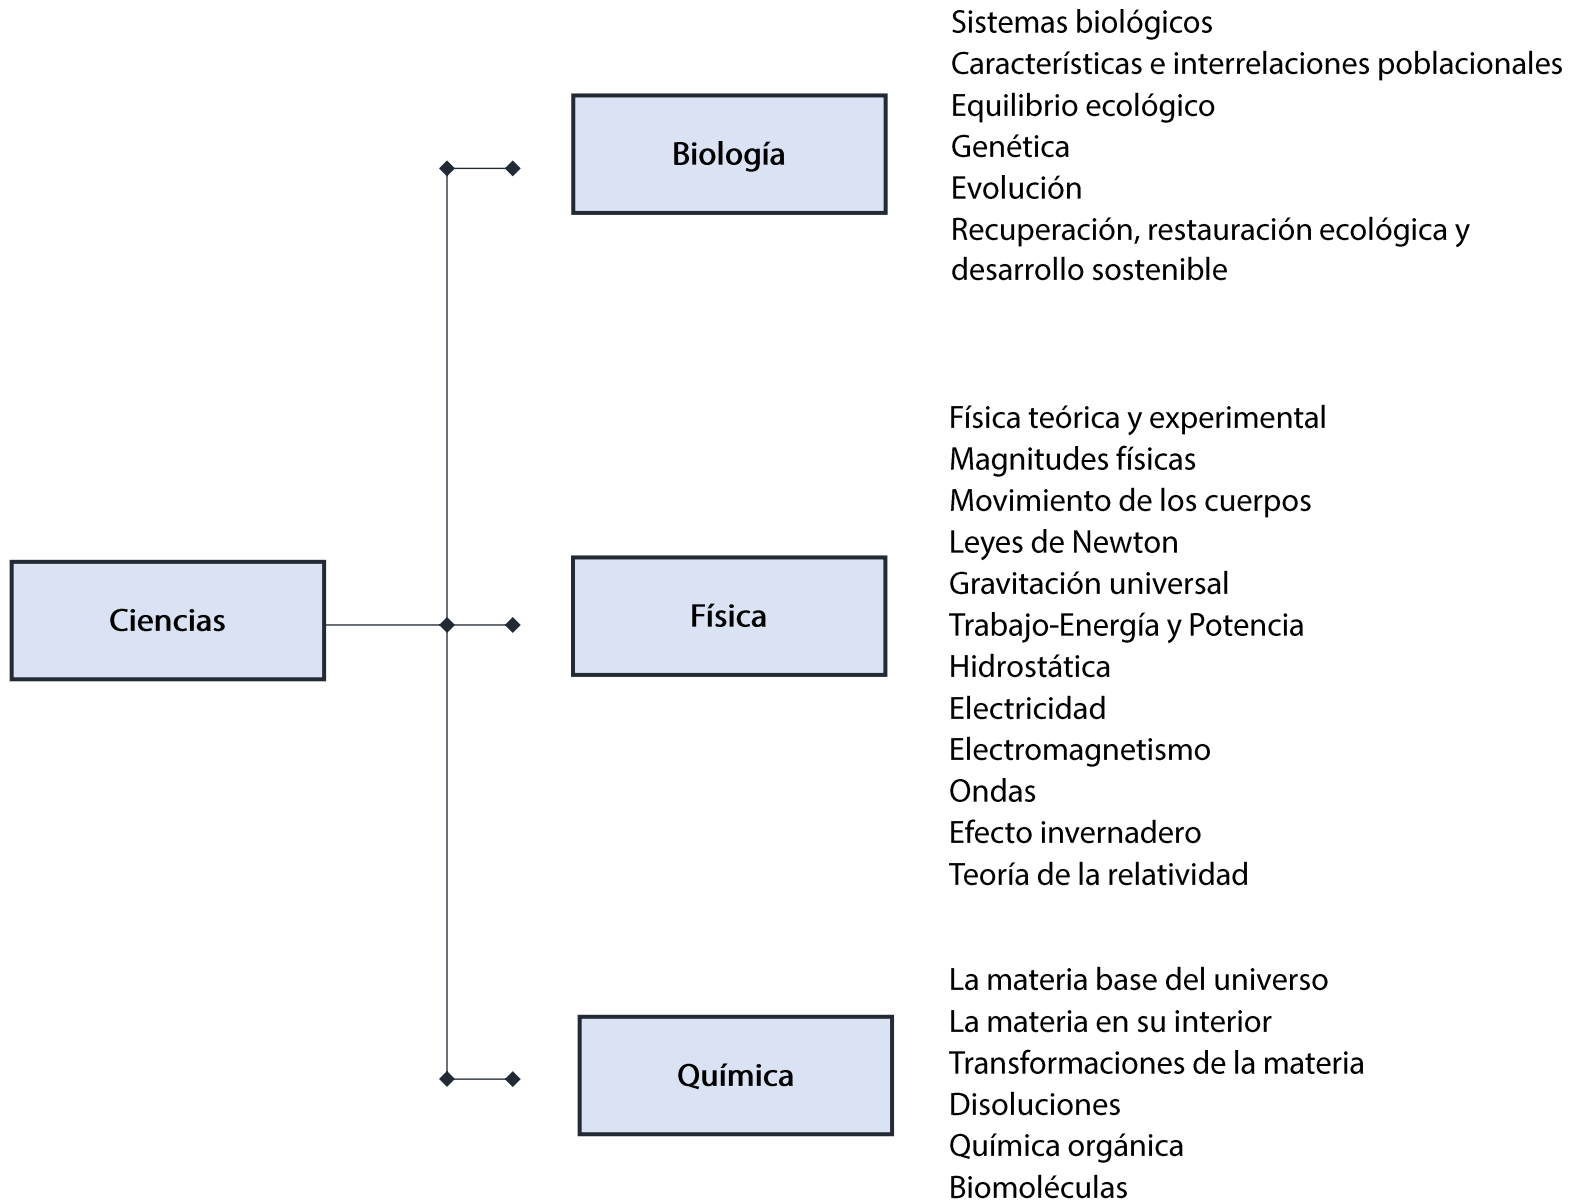 Ciencias
Biología
Sistemas biológicos
Características e interrelaciones poblacionales
Equilibrio ecológico
Genética
Evolución
Recuperación, restauración ecológica y
desarrollo sostenible
Física
Física teórica y experimental
Magnitudes físicas
Movimiento de los cuerpos
Leyes de Newton
Gravitación universal
Trabajo-Energía y Potencia
Hidrostática
Electricidad
Electromagnetismo
Ondas
Efecto invernadero
Teoría de la relatividad
Química
La materia base del universo
La materia en su interior
Transformaciones de la materia
Disoluciones
Química orgánica
Biomoléculas